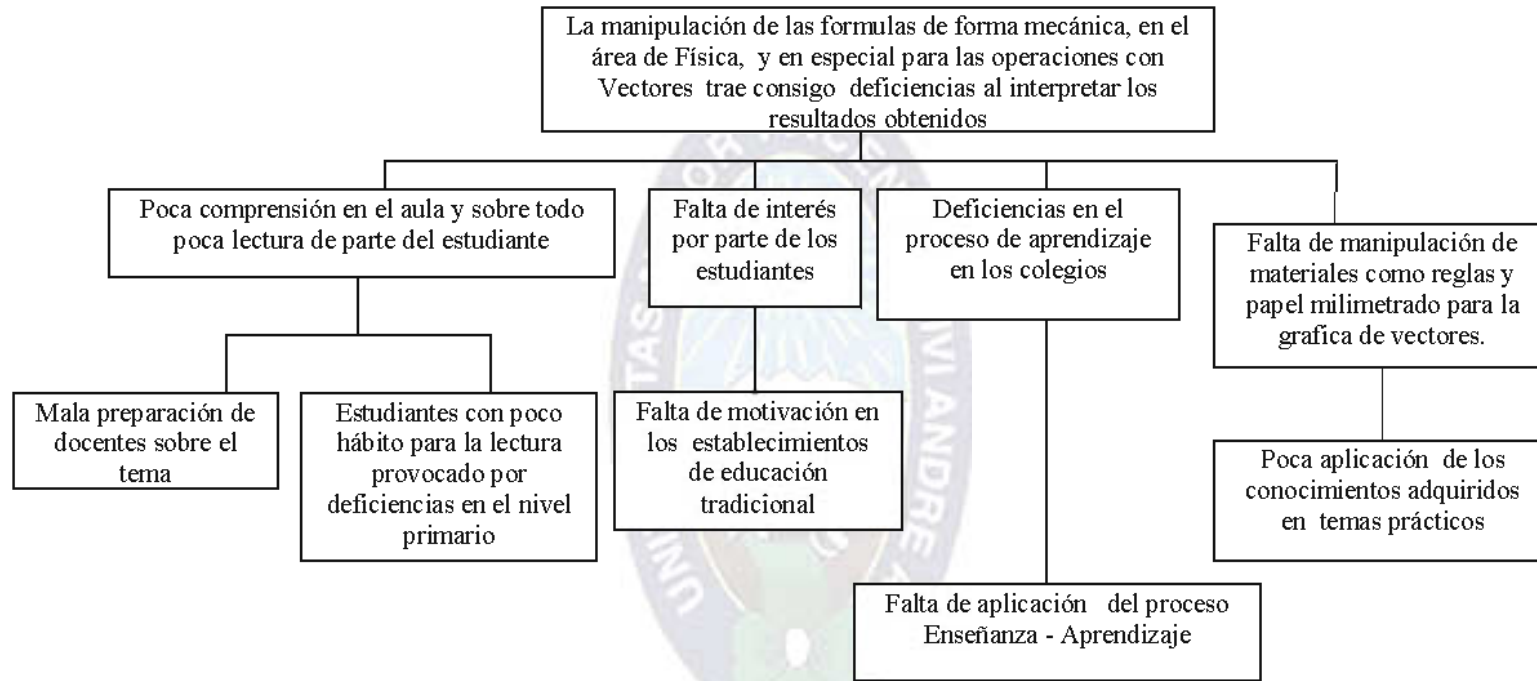 La manipulación de las formulas de forma mecánica, en el
área de Física, y en especial para las operaciones con
Vectores trae consigo deficiencias al interpretar los
resultados obtenidos
Poca comprensión en el aula y sobre todo
poca lectura de parte del estudiante
Falta de interés
por parte de los
estudiantes
Deficiencias en el
proceso de aprendizaje
en los colegios
Falta de manipulación de
materiales como reglas y
papel milimetrado para la
grafica de vectores.
Mala preparación de
docentes sobre el
tema
Estudiantes con poco
hábito para la lectura
provocado por
deficiencias en el nivel
primario
Falta de motivación en
los establecimientos
de educación
tradicional
Poca aplicación de los
conocimientos adquiridos
en temas prácticos
Falta de aplicación del proceso
Enseñanza - Aprendizaje